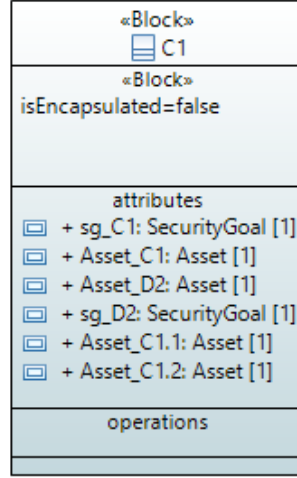 «Block»
C1
«Block»
isEncapsulated=false
attributes
+ sg_C1: SecurityGoal [1]
+ Asset_C1: Asset [1]
+ Asset_D2: Asset [1]
+ sg_D2: SecurityGoal [1]
+ Asset_C1.1: Asset [1]
+ Asset_C1.2: Asset [1]
operations